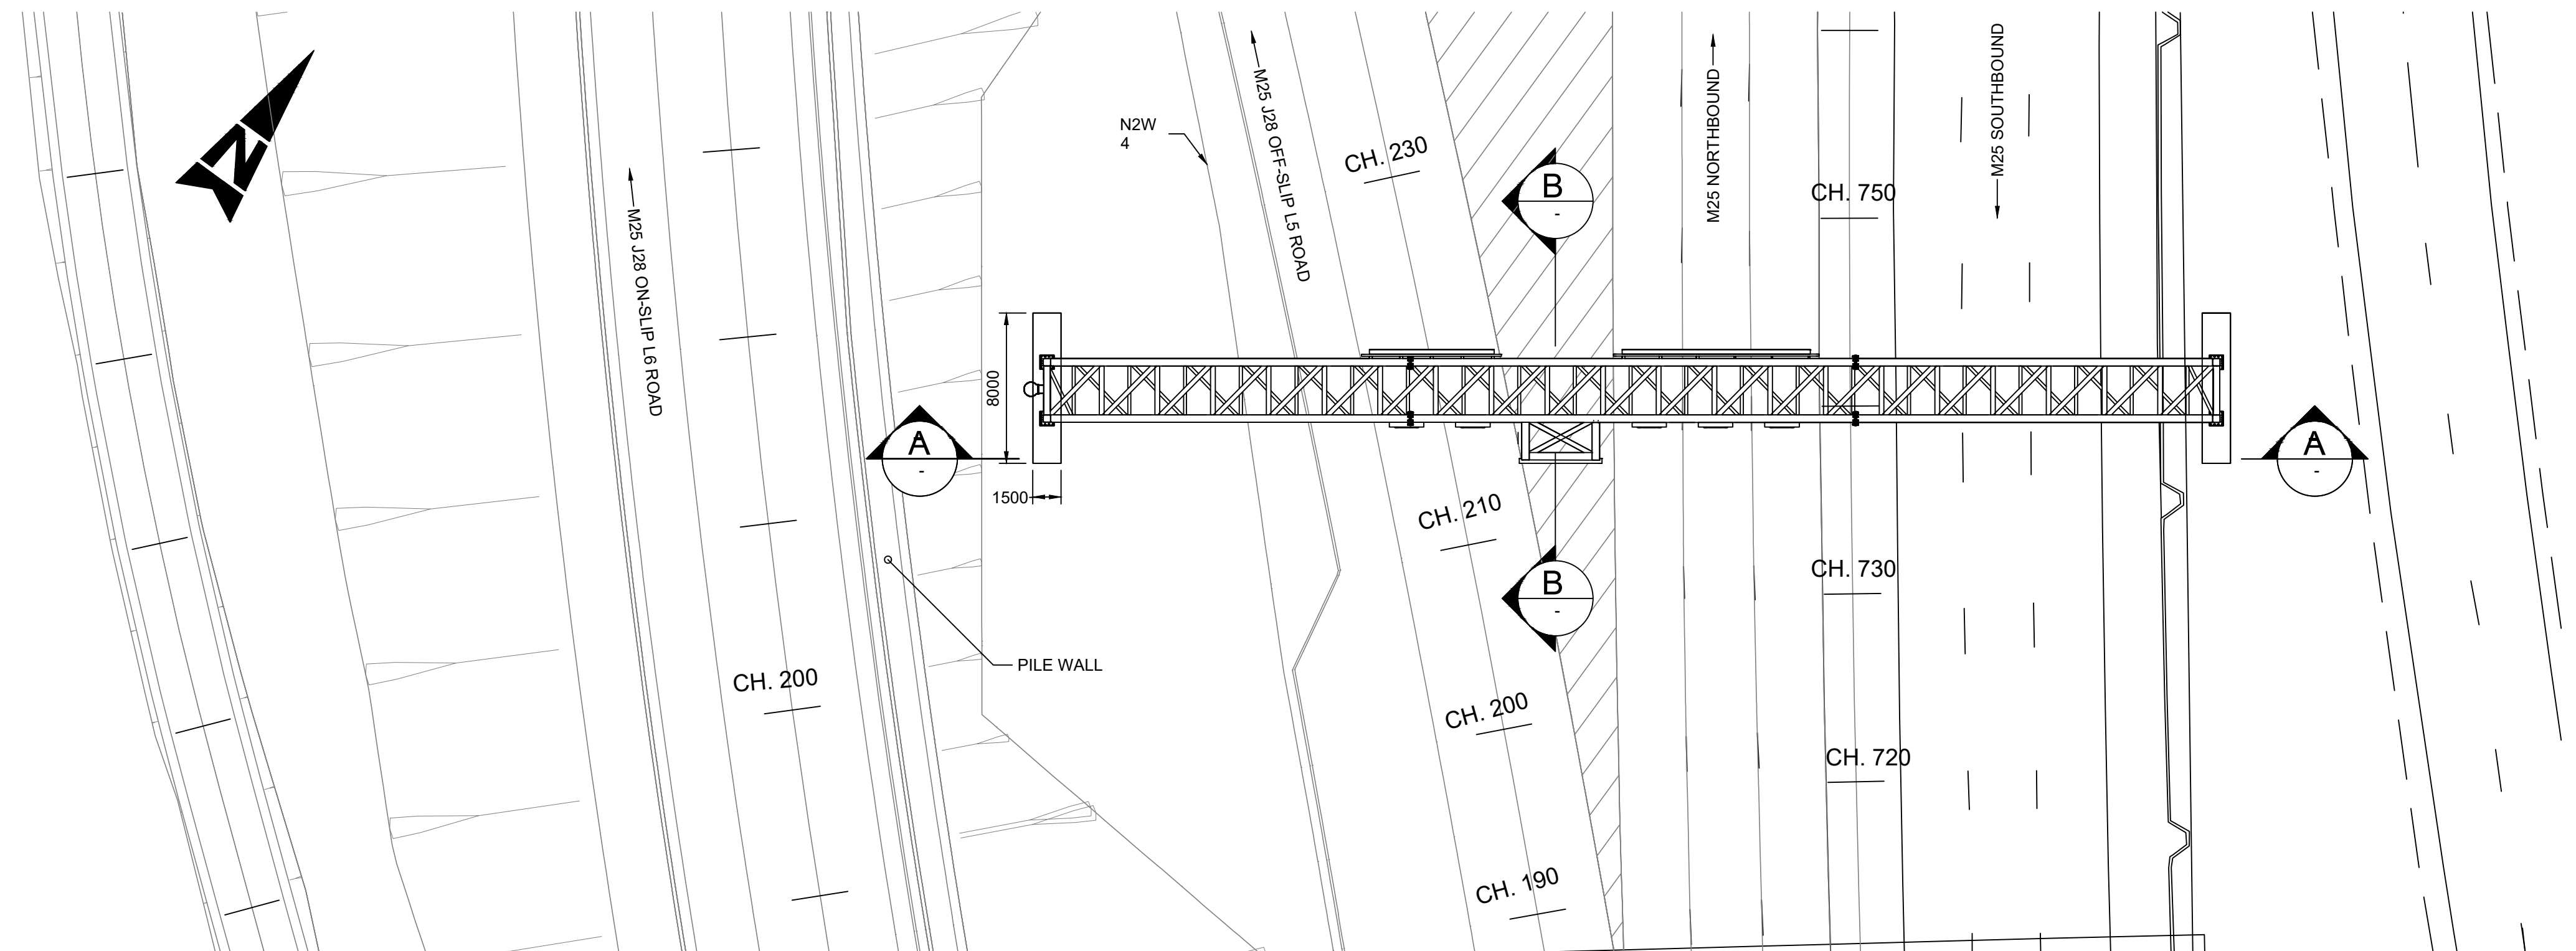 N
M25 J28 ON-SLIP L6 ROAD
N2W
4
M25 J28 OFF-SLIP L5 ROAD
CH. 230
B
-
M25 NORTHBOUND
CH. 750
M25 SOUTHBOUND
8000
1500
A
-
A
-
CH. 210
B
-
CH. 730
PILE WALL
CH. 200
CH. 200
CH. 720
CH. 190